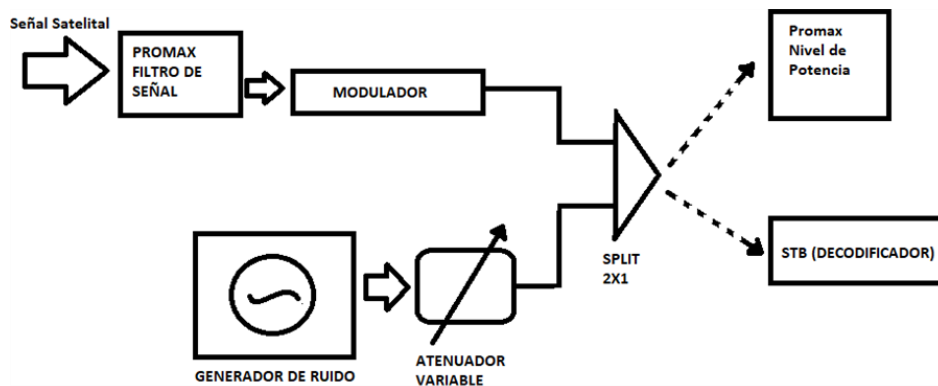 Señal Satelital
PROMAX
FILTRO DE
SEÑAL
MODULADOR
Promax
Nivel de
Potencia
SPLIT
2X1
STB (DECODIFICADOR)
GENERADOR DE RUIDO
ATENUADOR
VARIABLE